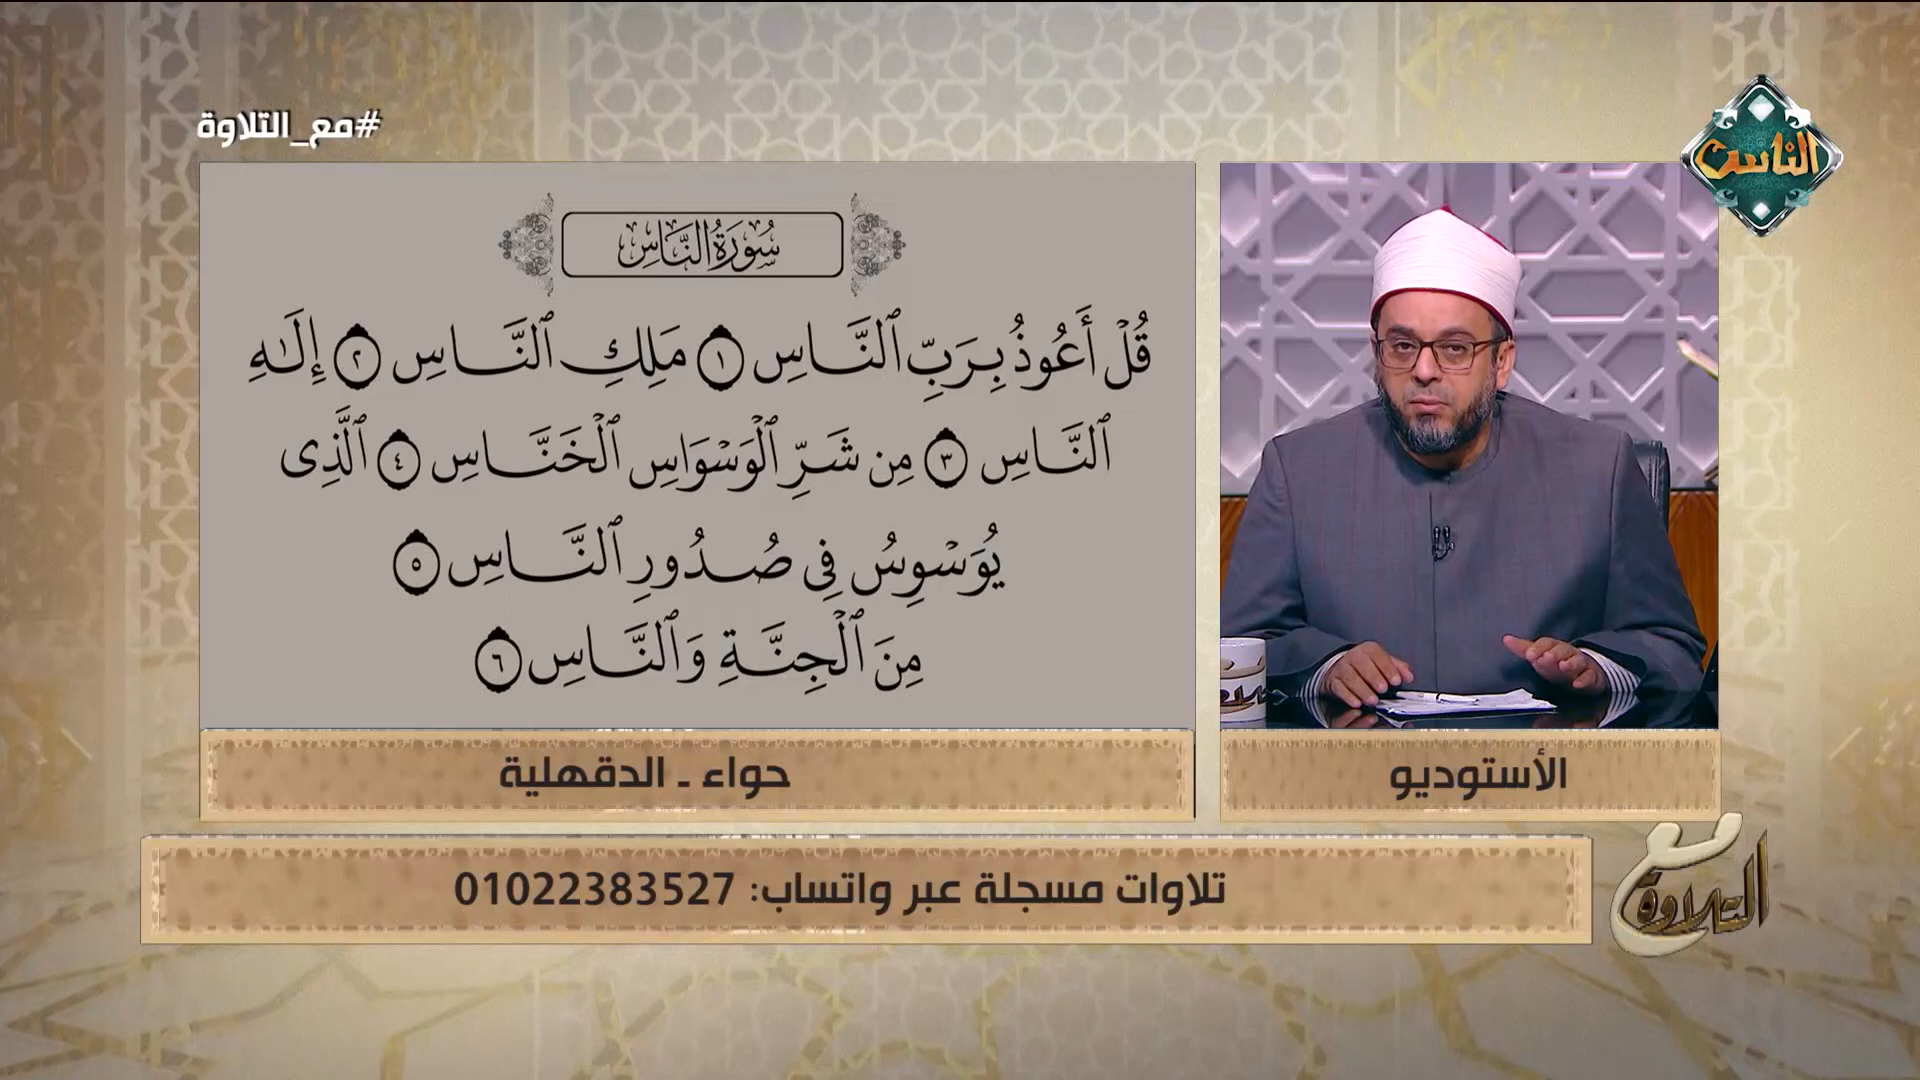 #مع_التلاوة
الناس
سُورَةُ النَّاسِ
قُلْ أَعُوذُ بِرَبِّ ٱلنَّاسِ ١ مَلِكِ ٱلنَّاسِ ٢ إِلَـٰهِ
ٱلنَّاسِ ٣ مِن شَرِّ ٱلْوَسْوَاسِ ٱلْخَنَّاسِ ٤ ٱلَّذِى
يُوَسْوِسُ فِى صُدُورِ ٱلنَّاسِ ٥
مِنَ ٱلْجِنَّةِ وَٱلنَّاسِ ٦
الأستوديو
حواء ـ الدقهلية
تلاوات مسجلة عبر واتساب: 01022383527
مع
التلاوة